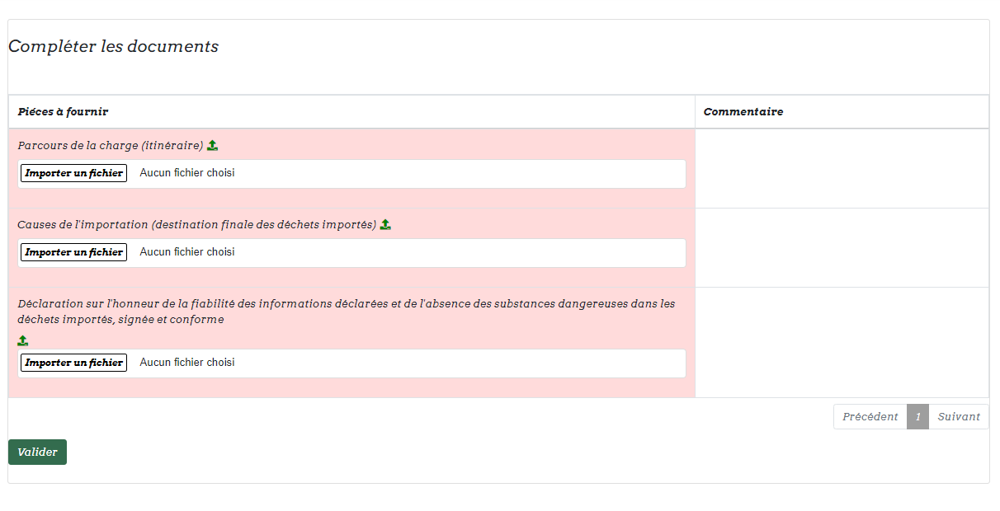 Compléter les documents
Piéces à fournir
Commentaire
Parcours de la charge (itinéraire)
Importer un fichier Aucun fichier choisi
Causes de l'importation (destination finale des déchets importés)
Importer un fichier Aucun fichier choisi
Déclaration sur l'honneur de la fiabilité des informations déclarées et de l'absence des substances dangereuses dans les
déchets importés, signée et conforme
Importer un fichier Aucun fichier choisi
Précédent 1 Suivant
Valider